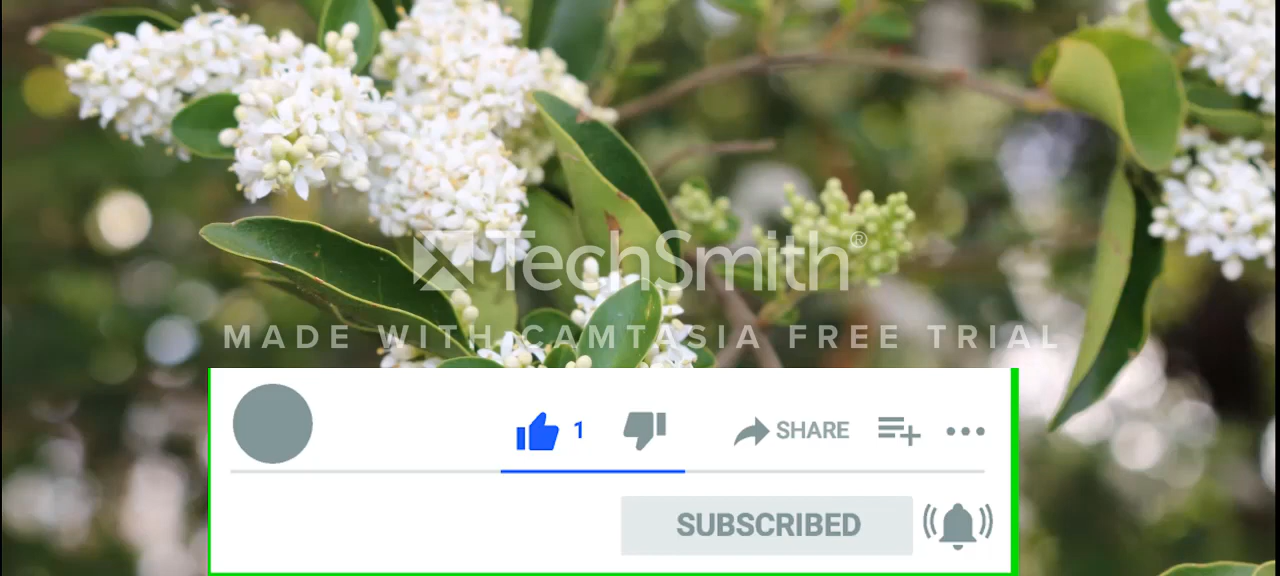 TechSmith®
MADE WITH CAMTASIA FREE TRIAL
1 SHARE
SUBSCRIBED